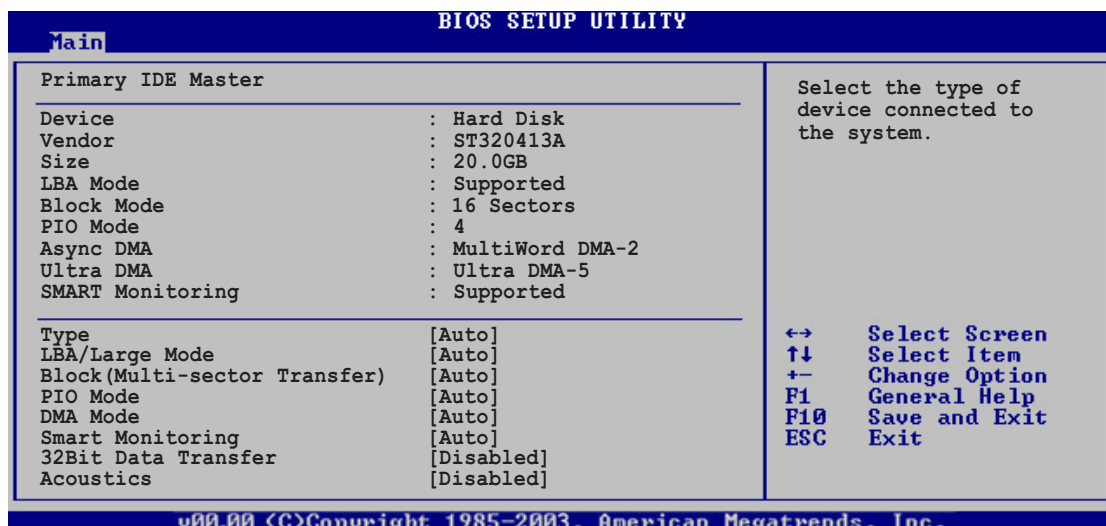 BIOS SETUP UTILITY
Main
Primary IDE Master
Device : Hard Disk
Vendor : ST320413A
Size : 20.0GB
LBA Mode : Supported
Block Mode : 16 Sectors
PIO Mode : 4
Async DMA : MultiWord DMA-2
Ultra DMA : Ultra DMA-5
SMART Monitoring : Supported
Type [Auto]
LBA/Large Mode [Auto]
Block(Multi-sector Transfer) [Auto]
PIO Mode [Auto]
DMA Mode [Auto]
Smart Monitoring [Auto]
32Bit Data Transfer [Disabled]
Acoustics [Disabled]
Select the type of
device connected to
the system.
←→ Select Screen
↑↓ Select Item
+- Change Option
F1 General Help
F10 Save and Exit
ESC Exit
v00.00 (C)Copyright 1985-2003, American Megatrends, Inc.